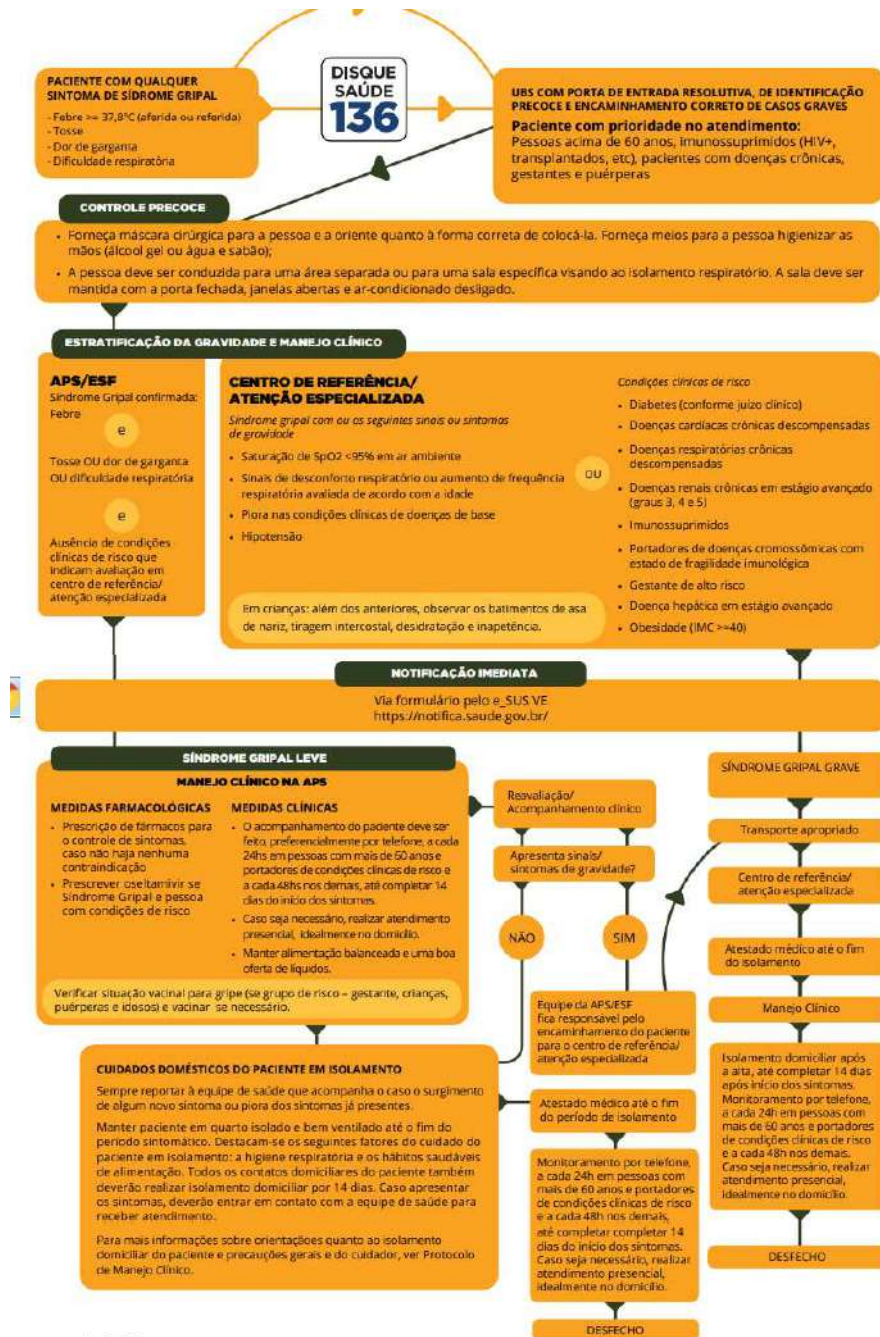 PACIENTE COM QUALQUER
SINTOMA DE SÍDROME GRIPAL
- Febre >= 37,8ºC (aferida ou referida)
- Tosse
- Dor de garganta
- Dificuldade respiratória
DISQUE
SAÚDE
136
UBS COM PORTA DE ENTRADA RESOLUTIVA, DE IDENTIFICAÇÃO
PRECOCE E ENCAMINHAMENTO CORRETO DE CASOS GRAVES
Paciente com prioridade no atendimento:
Pessoas acima de 60 anos, imunossuprimidos (HIV+,
transplantados, etc), pacientes com doenças crônicas,
gestantes e puérperas
CONTROLE PRECOCE
• Forneça máscara cirúrgica para a pessoa e a oriente quanto à forma correta de colocá-la. Forneça meios para a pessoa higienizar as
mãos (álcool gel ou água e sabão);
• A pessoa deve ser conduzida para uma área separada ou para uma sala específica visando ao isolamento respiratório. A sala deve ser
mantida com a porta fechada, janelas abertas e ar-condicionado desligado.
ESTRATIFICAÇÃO DA GRAVIDADE E MANEJO CLÍNICO
APS/ESF
Síndrome Gripal confirmada:
Febre
e
Tosse OU dor de garganta
OU dificuldade respiratória
e
Ausência de condições
clínicas de risco que
indicam avaliação em
centro de referência/
atenção especializada
CENTRO DE REFERÊNCIA/
ATENÇÃO ESPECIALIZADA
Síndrome gripal com ou os seguintes sinais ou sintomas
de gravidade
• Saturação de SpO2 <95% em ar ambiente
• Sinais de desconforto respiratório ou aumento de frequência
respiratória avaliada de acordo com a idade
• Piora nas condições clínicas de doenças de base
• Hipotensão
Em crianças: além dos anteriores, observar os batimentos de asa
de nariz, tiragem intercostal, desidratação e inapetência.
OU
Condições clínicas de risco
• Diabetes (conforme juízo clínico)
• Doenças cardíacas crônicas descompensadas
• Doenças respiratórias crônicas
descompensadas
• Doenças renais crônicas em estágio avançado
(graus 3, 4 e 5)
• Imunossuprimidos
• Portadores de doenças cromossômicas com
estado de fragilidade imunológica
• Gestante de alto risco
• Doença hepática em estágio avançado
• Obesidade (IMC >=40)
NOTIFICAÇÃO IMEDIATA
Via formulário pelo e_SUS VE
https://notifica.saude.gov.br/
SÍNDROME GRIPAL LEVE
MANEJO CLÍNICO NA APS
MEDIDAS FARMACOLÓGICAS
• Prescrição de fármacos para
o controle de sintomas,
caso não haja nenhuma
contraindicação
• Prescrever oseltamivir se
Síndrome Gripal e pessoa
com condições de risco
MEDIDAS CLÍNICAS
• O acompanhamento do paciente deve ser
feito, preferencialmente por telefone, a cada
24hs em pessoas com mais de 60 anos e
portadores de condições clínicas de risco e
a cada 48hs nos demais, até completar 14
dias do início dos sintomas.
• Caso seja necessário, realizar atendimento
presencial, idealmente no domicílio.
• Manter alimentação balanceada e uma boa
oferta de líquidos.
Verificar situação vacinal para gripe (se grupo de risco – gestante, crianças,
puérperas e idosos) e vacinar se necessário.
Reavaliação/
Acompanhamento clínico
Apresenta sinais/
sintomas de gravidade?
NÃO
SIM
Equipe da APS/ESF
fica responsável pelo
encaminhamento do paciente
para o centro de referência/
atenção especializada
SÍNDROME GRIPAL GRAVE
Transporte apropriado
Centro de referência/
atenção especializada
Atestado médico até o fim
do isolamento
Manejo Clínico
Isolamento domiciliar após
a alta, até completar 14 dias
após início dos sintomas.
Monitoramento por telefone,
a cada 24h em pessoas com
mais de 60 anos e portadores
de condições clínicas de risco
e a cada 48h nos demais.
Caso seja necessário, realizar
atendimento presencial,
idealmente no domicílio.
DESFECHO
CUIDADOS DOMÉSTICOS DO PACIENTE EM ISOLAMENTO
Sempre reportar à equipe de saúde que acompanha o caso o surgimento
de algum novo sintoma ou piora dos sintomas já presentes.
Manter paciente em quarto isolado e bem ventilado até o fim do
período sintomático. Destacam-se os seguintes fatores do cuidado do
paciente em isolamento: a higiene respiratória e os hábitos saudáveis
de alimentação. Todos os contatos domiciliares do paciente também
deverão realizar isolamento domiciliar por 14 dias. Caso apresentar
os sintomas, deverão entrar em contato com a equipe de saúde para
receber atendimento.
Para mais informações sobre orientaçãoes quanto ao isolamento
domiciliar do paciente e precauções gerais e do cuidador, ver Protocolo
de Manejo Clínico.
Atestado médico até o fim
do período de isolamento
Monitoramento por telefone,
a cada 24h em pessoas com
mais de 60 anos e portadores
de condições clínicas de risco
e a cada 48h nos demais,
até completar completar 14
dias do início dos sintomas.
Caso seja necessário, realizar
atendimento presencial,
idealmente no domicílio.
DESFECHO